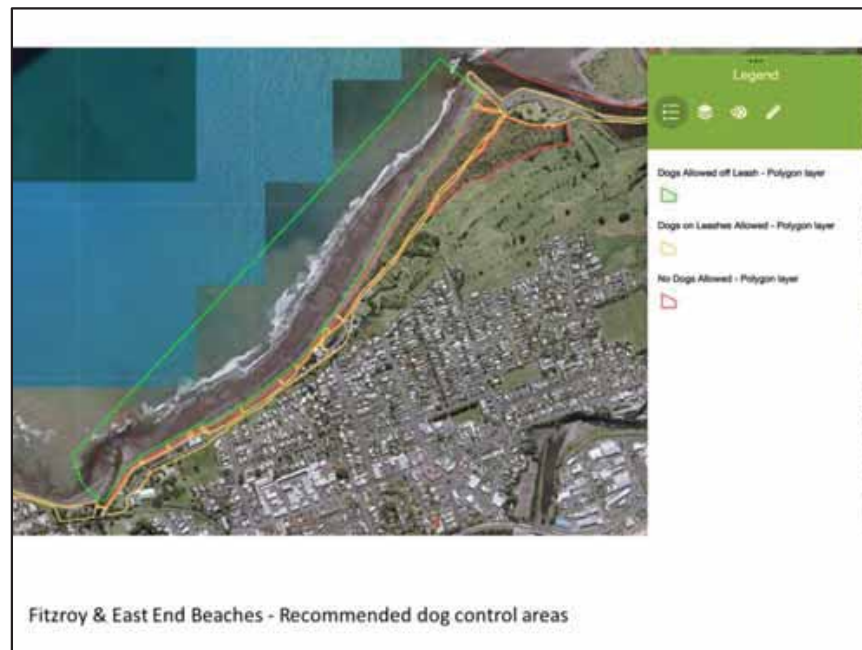 Legend
Dogs Allowed off Leash - Polygon layer
Dogs on Leashes Allowed - Polygon layer
No Dogs Allowed - Polygon layer
Fitzroy & East End Beaches - Recommended dog control areas